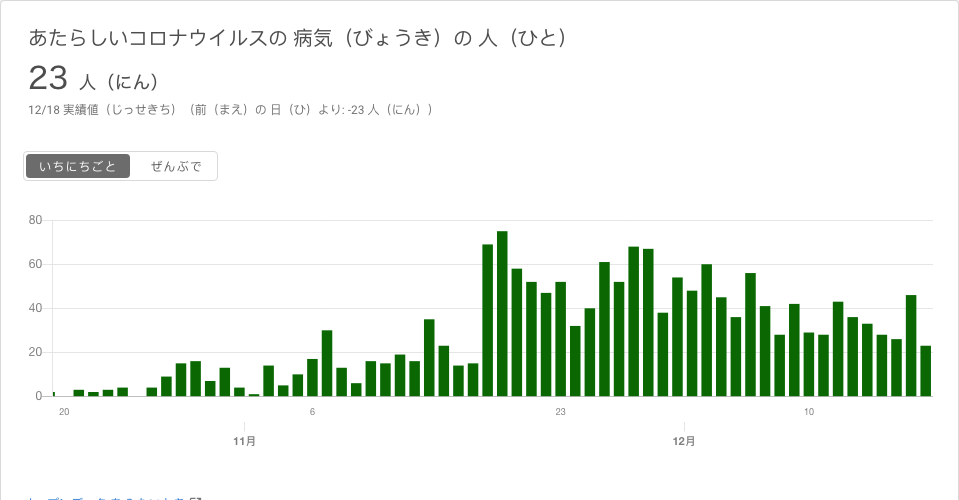 あたらしいコロナウイルスの 病気（びょうき）の 人（ひと）
23 人（にん）
12/18 実績値（じっせきち）（前（まえ）の 日（ひ）より: -23 人（にん））
いちにちごと ぜんぶで
80
60
40
20
0
20 6 23 10
11月 12月